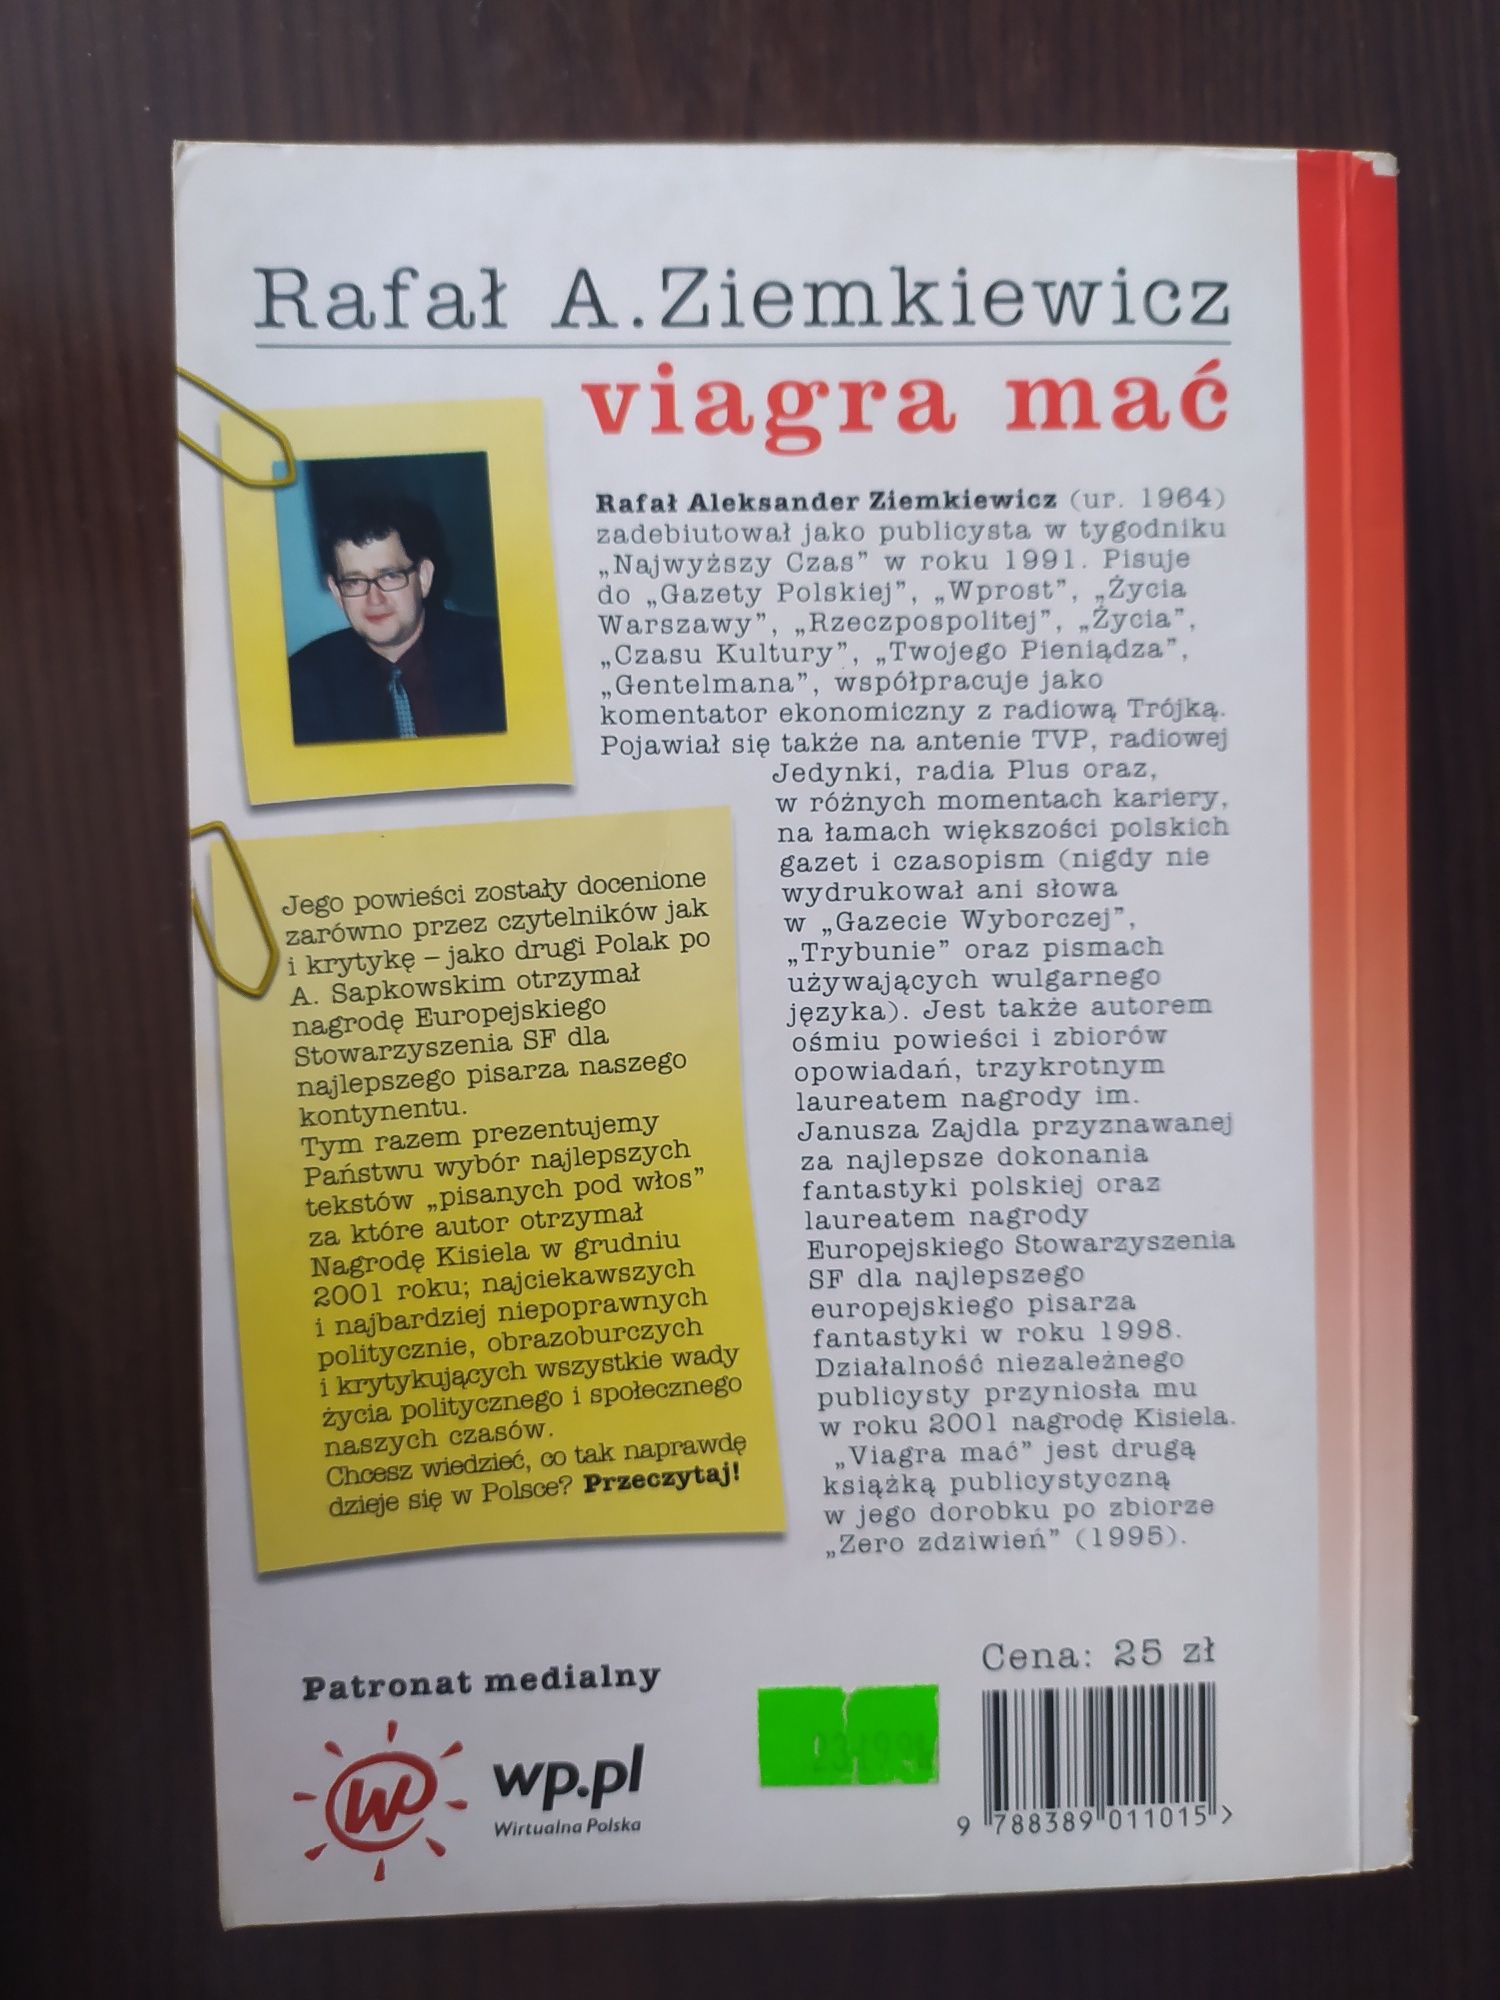 Rafał A. Ziemkiewicz
viagra mać
Rafał Aleksander Ziemkiewicz (ur. 1964)
zadebiutował jako publicysta w tygodniku
„Najwyższy Czas” w roku 1991. Pisuje
do „Gazety Polskiej”, „Wprost”, „Życia
Warszawy”, „Rzeczpospolitej”, „Życia”,
„Czasu Kultury”, „Twojego Pieniądza”,
„Gentelmana”, współpracuje jako
komentator ekonomiczny z radiową Trójką.
Pojawiał się także na antenie TVP, radiowej
Jedynki, radia Plus oraz,
w różnych momentach kariery,
na łamach większości polskich
gazet i czasopism (nigdy nie
wydrukował ani słowa
w „Gazecie Wyborczej”,
„Trybunie” oraz pismach
używających wulgarnego
języka). Jest także autorem
ośmiu powieści i zbiorów
opowiadań, trzykrotnym
laureatem nagrody im.
Janusza Zajdla przyznawanej
za najlepsze dokonania
fantastyki polskiej oraz
laureatem nagrody
Europejskiego Stowarzyszenia
SF dla najlepszego
europejskiego pisarza
fantastyki w roku 1998.
Działalność niezależnego
publicysty przyniosła mu
w roku 2001 nagrodę Kisiela.
„Viagra mać” jest drugą
książką publicystyczną
w jego dorobku po zbiorze
„Zero zdziwień” (1995).
Jego powieści zostały docenione
zarówno przez czytelników jak
i krytykę – jako drugi Polak po
A. Sapkowskim otrzymał
nagrodę Europejskiego
Stowarzyszenia SF dla
najlepszego pisarza naszego
kontynentu.
Tym razem prezentujemy
Państwu wybór najlepszych
tekstów „pisanych pod włos”
za które autor otrzymał
Nagrodę Kisiela w grudniu
2001 roku; najciekawszych
i najbardziej niepoprawnych
politycznie, obrazoburczych
i krytykujących wszystkie wady
życia politycznego i społecznego
naszych czasów.
Chcesz wiedzieć, co tak naprawdę
dzieje się w Polsce? Przeczytaj!
Patronat medialny
wp.pl
Wirtualna Polska
Cena: 25 zł
9 788389 011015 >